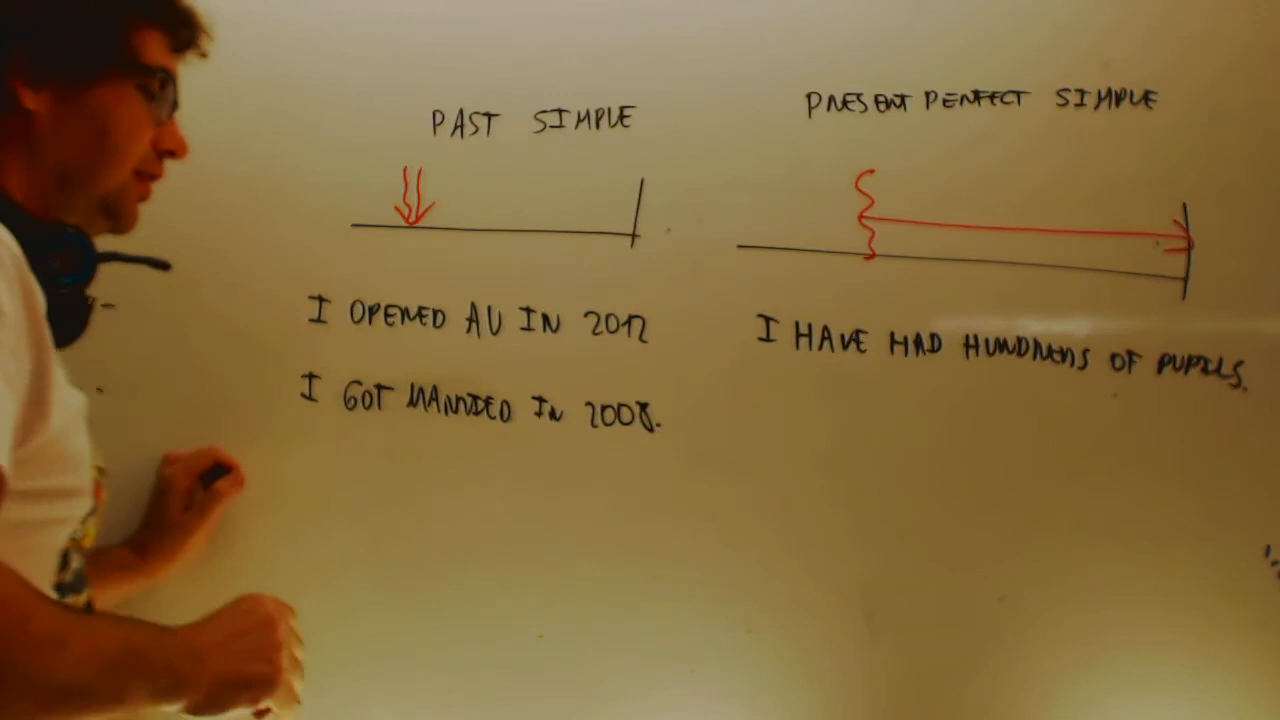 PAST SIMPLE
PRESENT PERFECT SIMPLE
I OPENED AU IN 2012
I GOT MARRIED IN 2008.
I HAVE HAD HUNDREDS OF PUPILS.